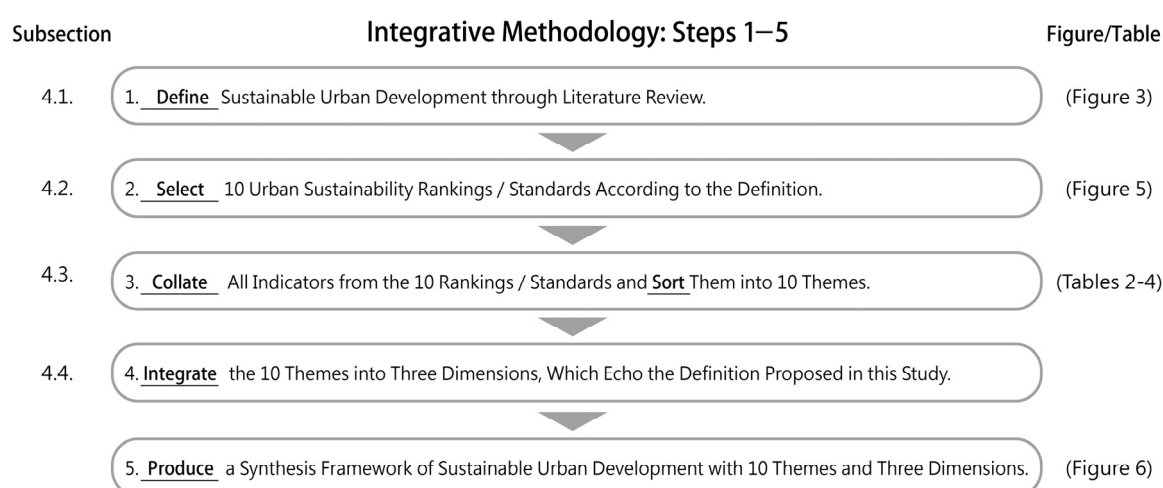 Subsection Integrative Methodology: Steps 1–5 Figure/Table
4.1. 1. Define Sustainable Urban Development through Literature Review. (Figure 3)
4.2. 2. Select 10 Urban Sustainability Rankings / Standards According to the Definition. (Figure 5)
4.3. 3. Collate All Indicators from the 10 Rankings / Standards and Sort Them into 10 Themes. (Tables 2-4)
4.4. 4. Integrate the 10 Themes into Three Dimensions, Which Echo the Definition Proposed in this Study.
5. Produce a Synthesis Framework of Sustainable Urban Development with 10 Themes and Three Dimensions. (Figure 6)